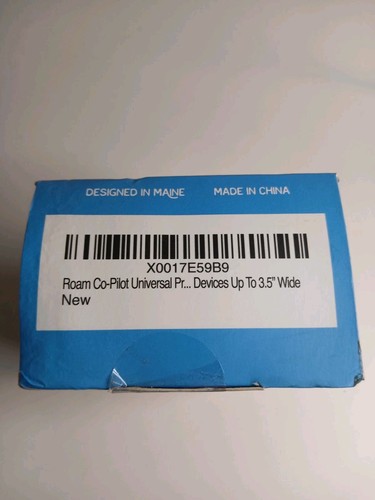 DESIGNED IN MAINE MADE IN CHINA
X0017E59B9
Roam Co-Pilot Universal Pr... Devices Up To 3.5" Wide
New